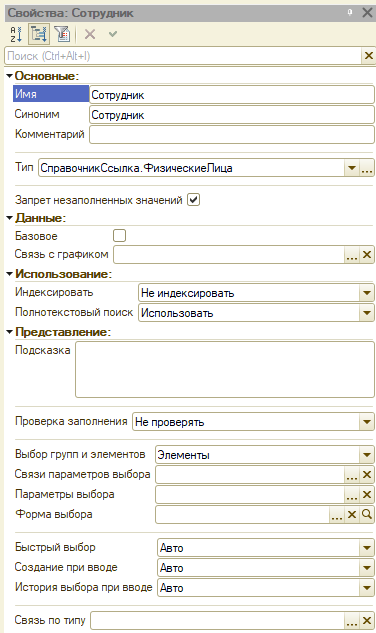 Свойства: Сотрудник
Поиск (Ctrl+Alt+I)
Основные:
Имя Сотрудник
Синоним Сотрудник
Комментарий
Тип СправочникСсылка.ФизическиеЛица
Запрет незаполненных значений
Данные:
Базовое
Связь с графиком
Использование:
Индексировать Не индексировать
Полнотекстовый поиск Использовать
Представление:
Подсказка
Проверка заполнения Не проверять
Выбор групп и элементов Элементы
Связи параметров выбора
Параметры выбора
Форма выбора
Быстрый выбор Авто
Создание при вводе Авто
История выбора при вводе Авто
Связь по типу